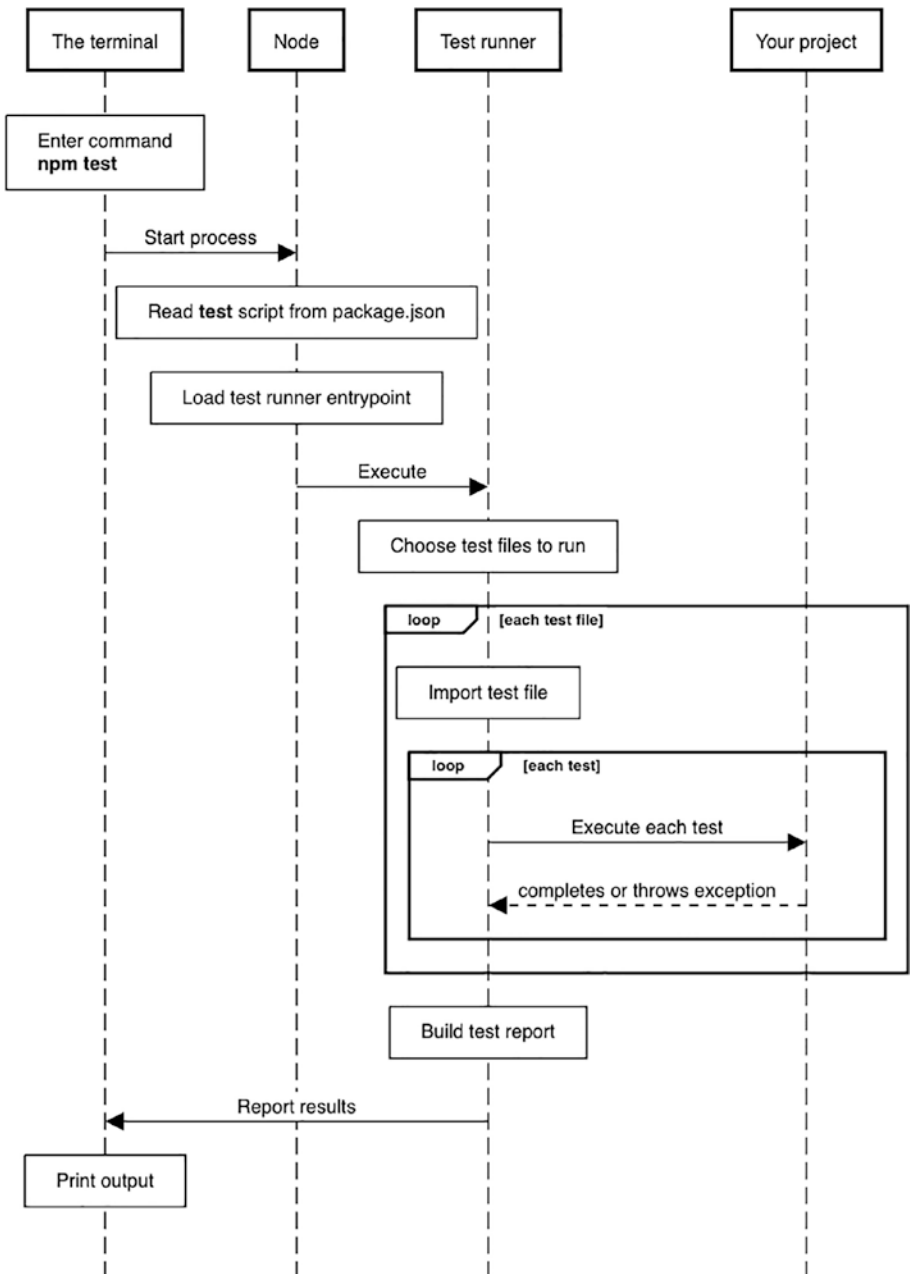 The terminal
Node
Test runner
Your project
Enter command
npm test
Start process
Read test script from package.json
Load test runner entrypoint
Execute
Choose test files to run
loop
[each test file]
Import test file
loop
[each test]
Execute each test
completes or throws exception
Build test report
Report results
Print output